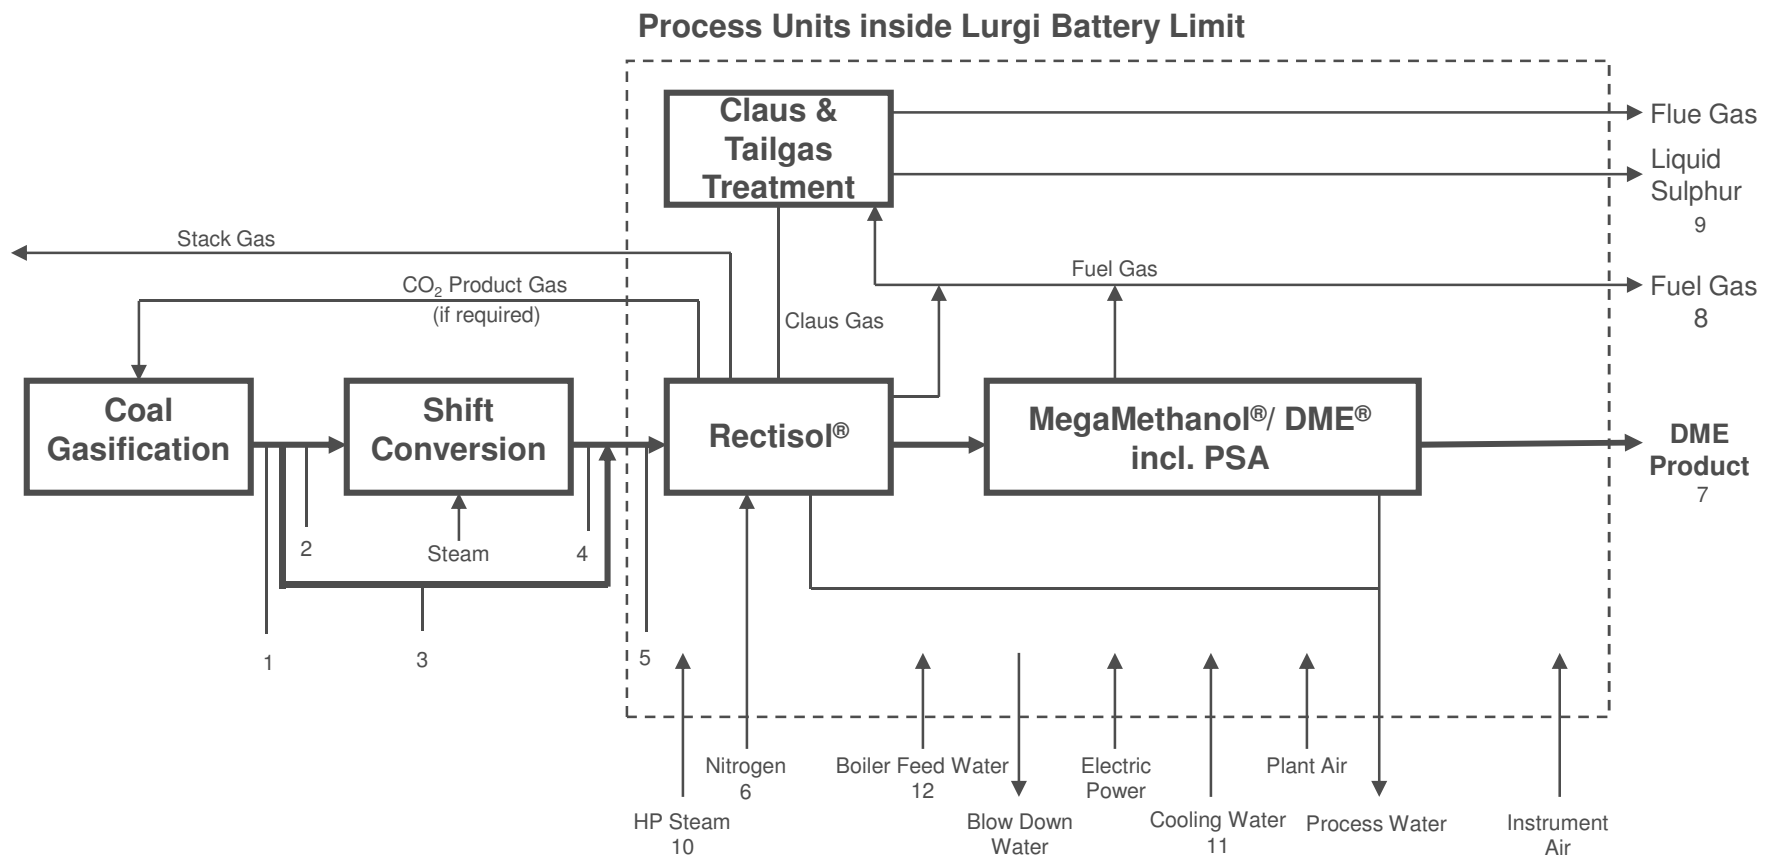 Process Units inside Lurgi Battery Limit
Claus &
Tailgas
Treatment
Flue Gas
Liquid
Sulphur
9
Stack Gas
CO₂ Product Gas
(if required)
Fuel Gas
Fuel Gas
8
Claus Gas
Coal
Gasification
Shift
Conversion
Rectisol®
MegaMethanol®/ DME®
incl. PSA
DME
Product
7
2
Steam
4
1
3
5
Nitrogen
6
Boiler Feed Water
12
Electric
Power
Plant Air
HP Steam
10
Blow Down
Water
Cooling Water
11
Process Water
Instrument
Air